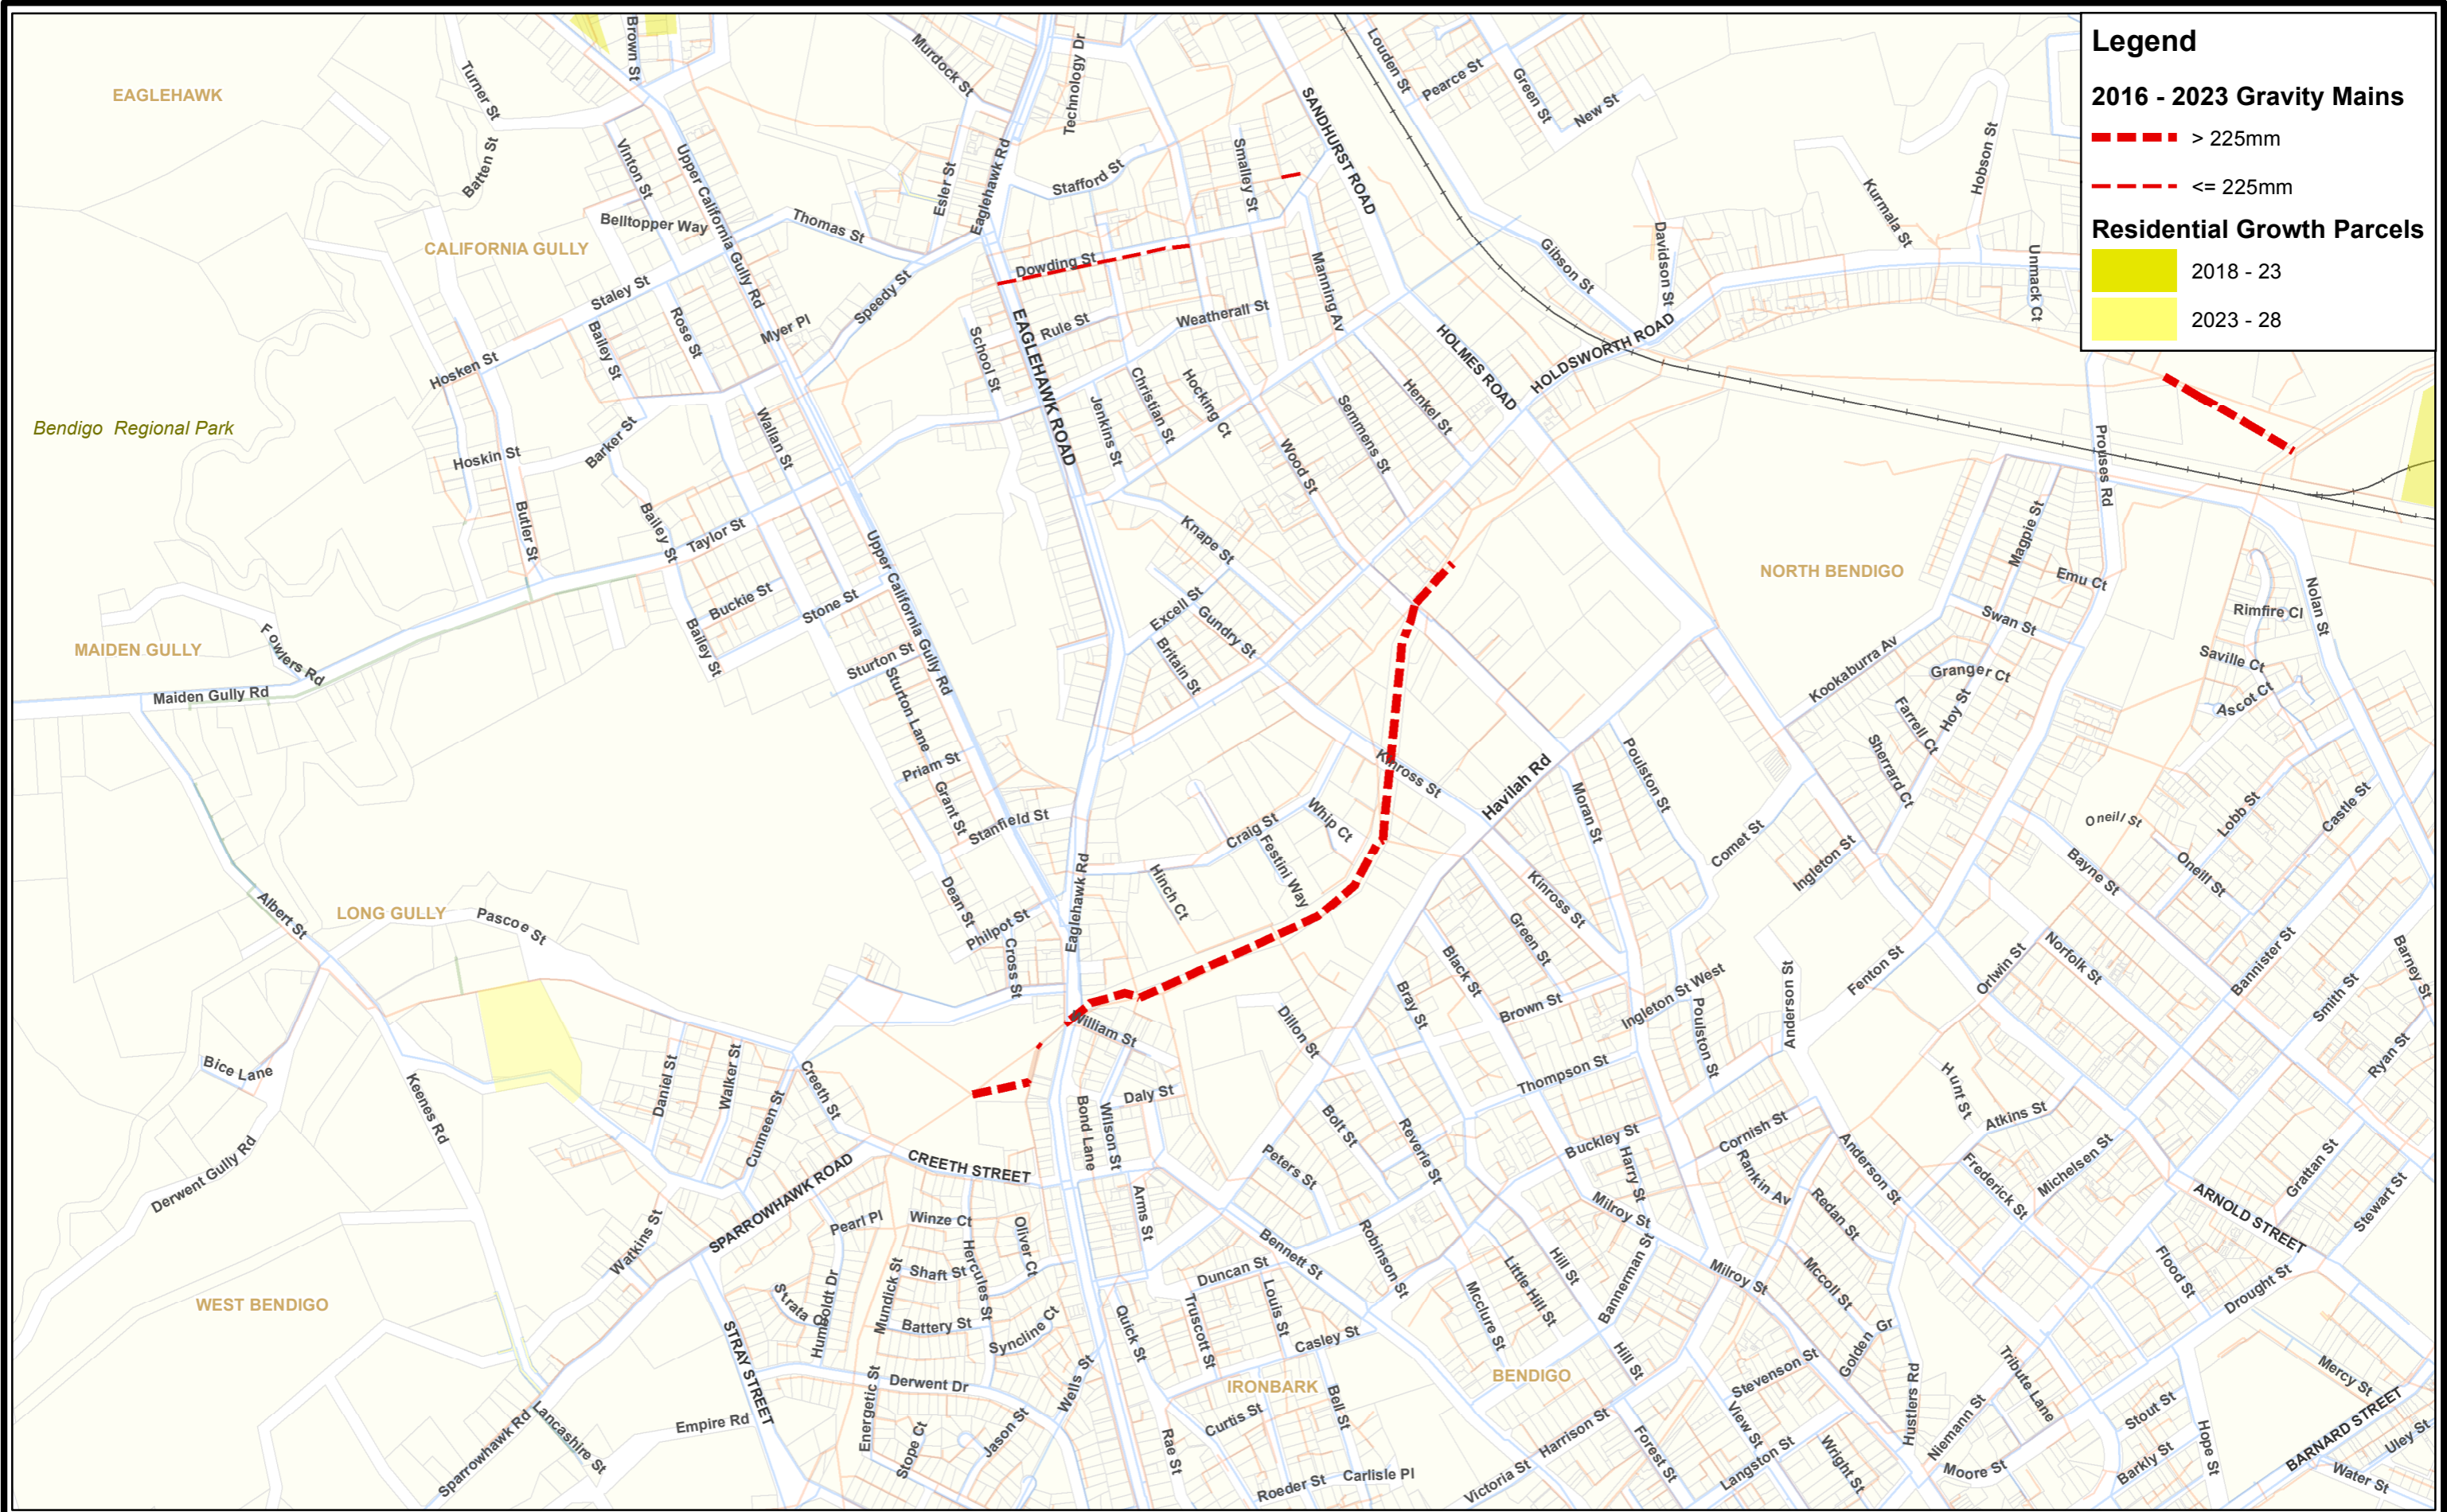 Legend
2016 - 2023 Gravity Mains
> 225mm
<= 225mm
Residential Growth Parcels
2018 - 23
2023 - 28
EAGLEHAWK
Turner St
Brown St
Murdock St
Technology Dr
Louden St
Pearce St
Green St
New St
Batten St
Vinton St
Upper California Gully Rd
Esler St
Eaglehawk Rd
Stafford St
Smalley St
SANDHURST ROAD
Hobson St
Kurmala St
Belltopper Way
Thomas St
CALIFORNIA GULLY
Dowding St
Manning Av
Gibson St
Davidson St
Unmack Ct
Staley St
Speedy St
Bailey St
Rose St
Myer Pl
School St
Rule St
Weatherall St
EAGLEHAWK ROAD
HOLMES ROAD
HOLDSWORTH ROAD
Hosken St
Christian St
Hocking Ct
Jenkins St
Semmens St
Henkel St
Bendigo Regional Park
Barker St
Wallan St
Hoskin St
Wood St
Prouses Rd
Butler St
Bailey St
Taylor St
Knape St
Upper California Gully Rd
Magpie St
Emu Ct
NORTH BENDIGO
Buckie St
Stone St
Excell St
Gundry St
Swan St
Rimfire Cl
Nolan St
MAIDEN GULLY
Fowlers Rd
Bailey St
Sturton St
Britain St
Kookaburra Av
Granger Ct
Saville Ct
Maiden Gully Rd
Sturton Lane
Farrell Ct
Hoy St
Ascot Ct
Priam St
Kinross St
Havilah Rd
Poulston St
Sherrard Ct
Grant St
Stanfield St
Craig St
Whip Ct
Moran St
Comet St
Ingleton St
Oneill St
Lobb St
Castle St
Festini Way
Hinch Ct
Eaglehawk Rd
Bayne St
Oneill St
Albert St
LONG GULLY
Pascoe St
Dean St
Philpot St
Kinross St
Green St
Cross St
Black St
Fenton St
Orlwin St
Norfolk St
Bannister St
Barney St
Bray St
Brown St
Ingleton St West
Anderson St
Smith St
William St
Dillon St
Poulston St
Bice Lane
Keenes Rd
Daniel St
Walker St
Creeth St
Cunneen St
Daly St
Thompson St
Hunt St
Atkins St
Ryan St
Bond Lane
Wilson St
Bolt St
Reverie St
Buckley St
Cornish St
Anderson St
Michelsen St
Grattan St
Derwent Gully Rd
CREETH STREET
Peters St
Harry St
Rankin Av
Frederick St
Stewart St
SPARROWHAWK ROAD
Pearl Pl
Winze Ct
Oliver Ct
Arms St
Milroy St
Redan St
ARNOLD STREET
Watkins St
Bennett St
Robinson St
Hercules St
Shaft St
Mundick St
Duncan St
Hill St
Bannerman St
Milroy St
Mccoll St
Flood St
Drought St
WEST BENDIGO
Strata C
Humboldt Dr
Battery St
Syncline Ct
Truscott St
Louis St
Mcclure St
Little Hill St
Quick St
Casley St
STRAY STREET
Hill St
Golden Gr
Tribute Lane
Mercy St
Derwent Dr
Wells St
IRONBARK
BENDIGO
Stevenson St
Hustlers Rd
Lancashire St
Empire Rd
Energetic St
Stope Ct
Jason St
Curtis St
Bell St
Harrison St
View St
Niemann St
Stout St
BARNARD STREET
Sparrowhawk Rd
Rae St
Roeder St
Carlisle Pl
Victoria St
Forest St
Langston St
Wright St
Moore St
Barkly St
Hope St
Uley St
Water St